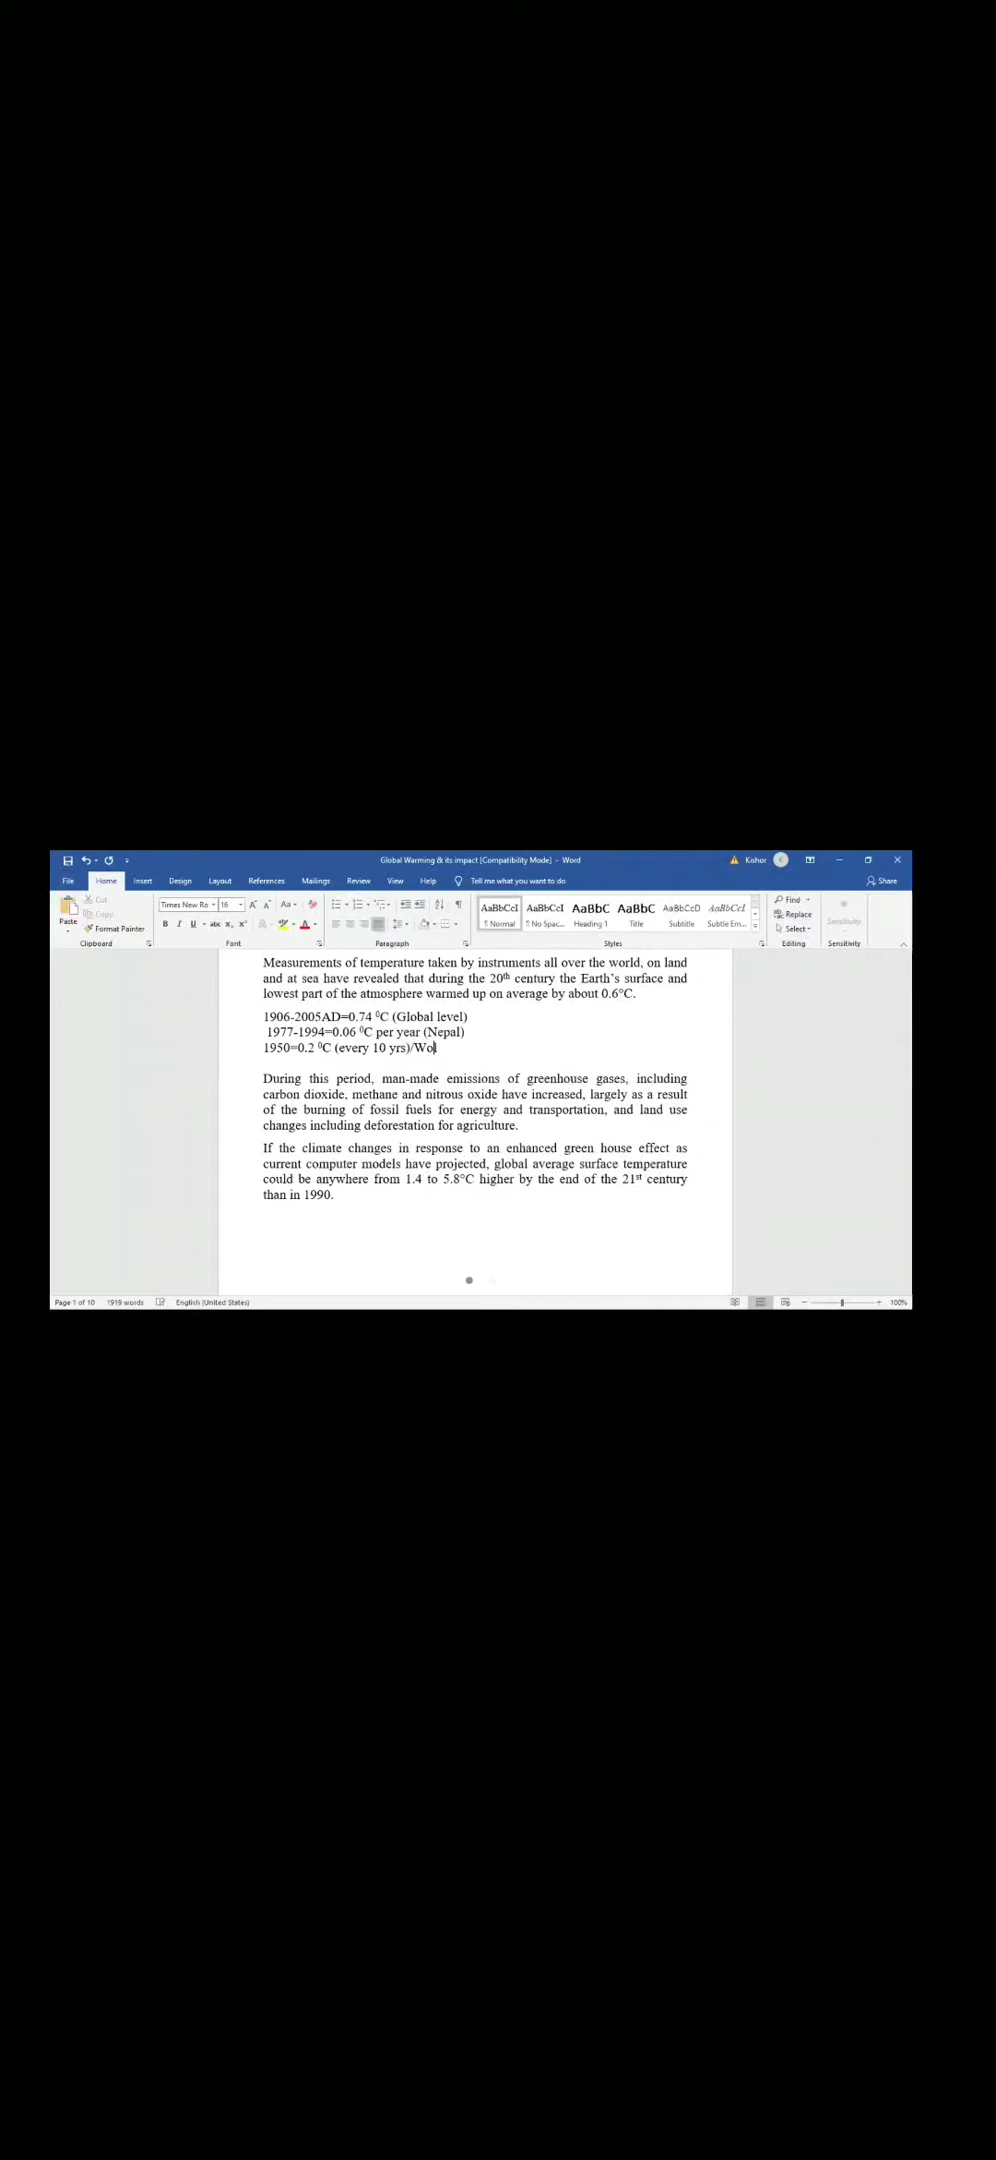 Global Warming & its impact [Compatibility Mode] - Word
Kishor K
File Home Insert Design Layout References Mailings Review View Help Tell me what you want to do Share
Paste
Cut
Copy
Format Painter
Clipboard
Times New Ro 16
Font
Paragraph
AaBbCcI AaBbCcI AaBbC AaBbC AaBbCcD AaBbCcI
¶ Normal ¶ No Spac... Heading 1 Title Subtitle Subtle Em...
Styles
Find
Replace
Select
Editing
Sensitivity
Sensitivity
Measurements of temperature taken by instruments all over the world, on land
and at sea have revealed that during the 20th century the Earth’s surface and
lowest part of the atmosphere warmed up on average by about 0.6°C.
1906-2005AD=0.74 ⁰C (Global level)
1977-1994=0.06 ⁰C per year (Nepal)
1950=0.2 ⁰C (every 10 yrs)/Wo
During this period, man-made emissions of greenhouse gases, including
carbon dioxide, methane and nitrous oxide have increased, largely as a result
of the burning of fossil fuels for energy and transportation, and land use
changes including deforestation for agriculture.
If the climate changes in response to an enhanced green house effect as
current computer models have projected, global average surface temperature
could be anywhere from 1.4 to 5.8°C higher by the end of the 21st century
than in 1990.
Page 1 of 10 1919 words English (United States) 100%